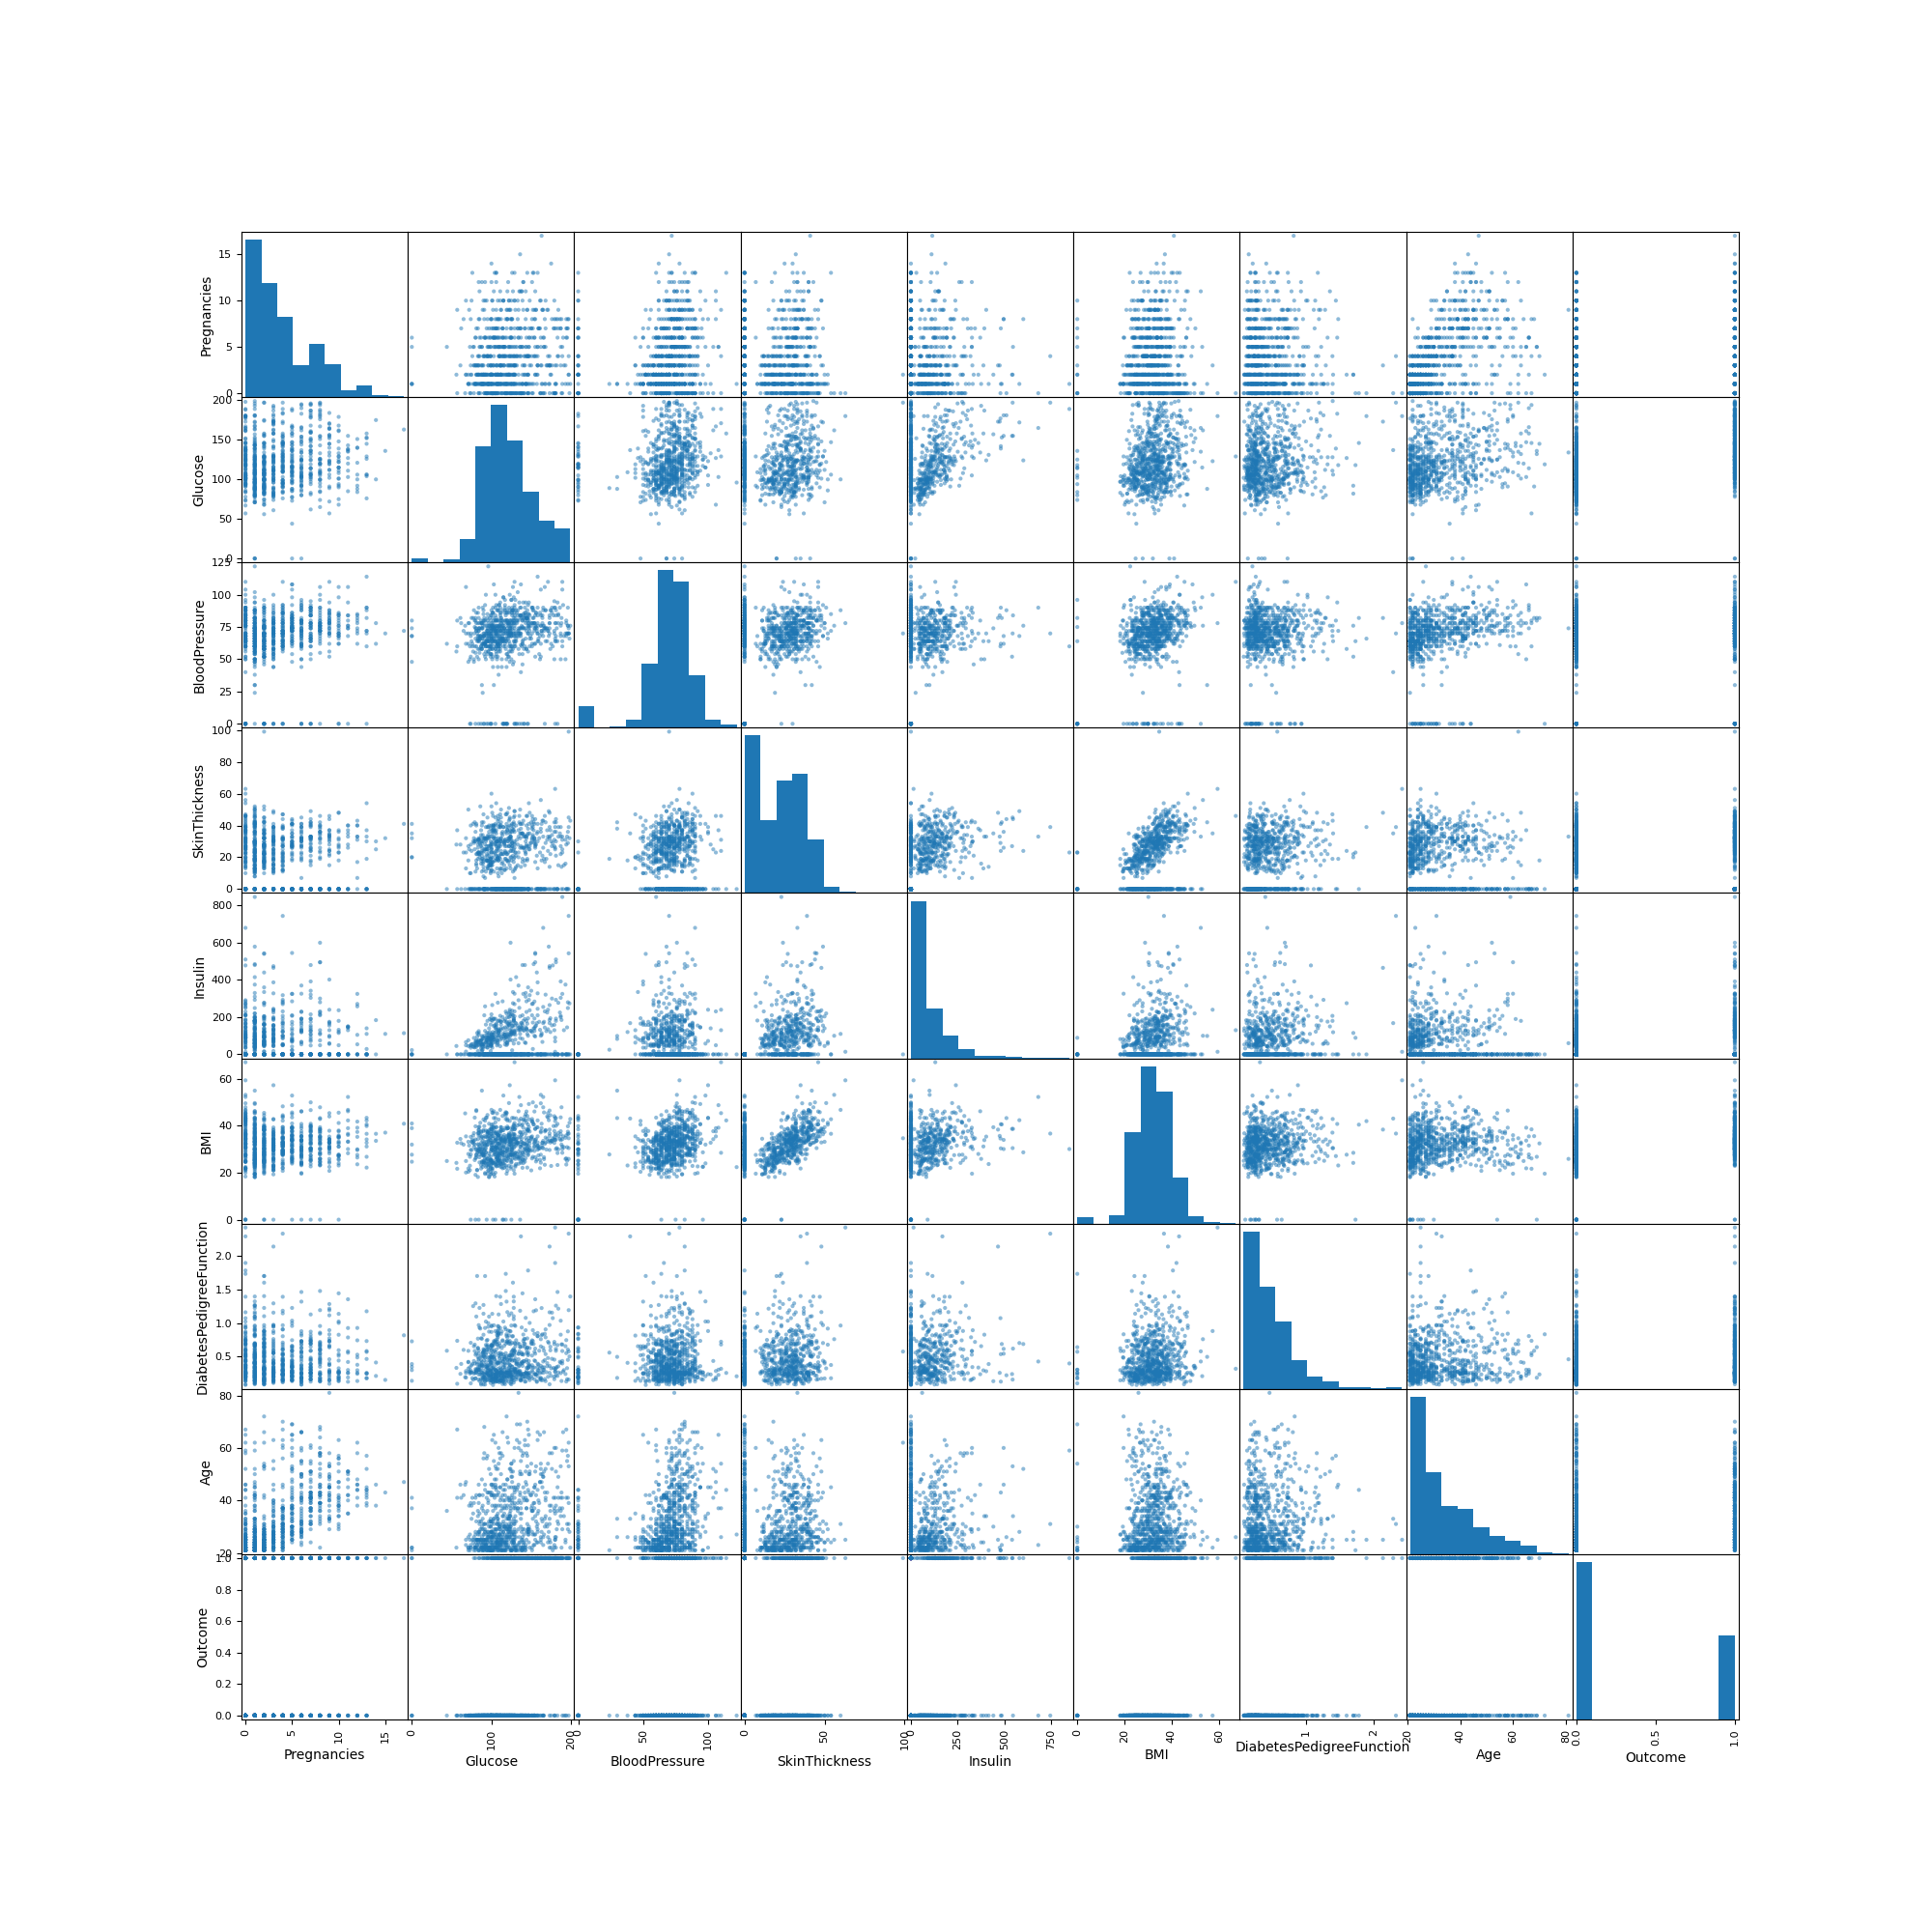 Pregnancies
15
10
5
0
Glucose
200
150
100
50
0
BloodPressure
125
100
75
50
25
0
SkinThickness
100
80
60
40
20
0
Insulin
800
600
400
200
0
BMI
60
40
20
0
DiabetesPedigreeFunction
2.0
1.5
1.0
0.5
Age
80
60
40
20
Outcome
1.0
0.8
0.6
0.4
0.2
0.0
0 5 10 15
Pregnancies
0 100 200
Glucose
0 50 100
BloodPressure
0 50 100
SkinThickness
0 250 500 750
Insulin
0 20 40 60
BMI
1 2
DiabetesPedigreeFunction
20 40 60 80
Age
0.0 0.5 1.0
Outcome